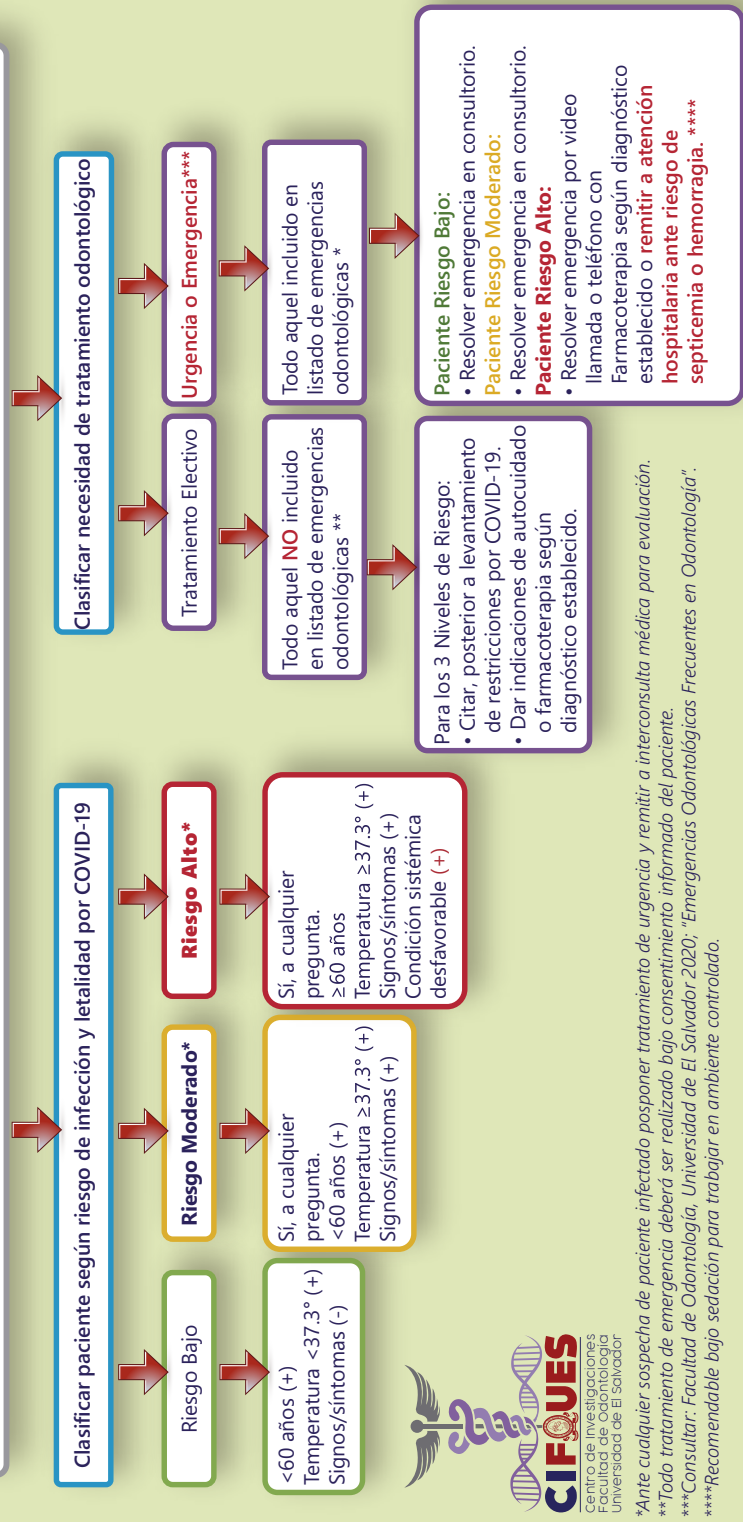 Clasificar paciente según riesgo de infección y letalidad por COVID-19
Riesgo Bajo
<60 años (+)
Temperatura <37.3° (+)
Signos/síntomas (-)
Riesgo Moderado*
Sí, a cualquier
pregunta.
<60 años (+)
Temperatura ≥37.3° (+)
Signos/síntomas (+)
Riesgo Alto*
Sí, a cualquier
pregunta.
≥60 años
Temperatura ≥37.3° (+)
Signos/síntomas (+)
Condición sistémica
desfavorable (+)
Clasificar necesidad de tratamiento odontológico
Tratamiento Electivo
Todo aquel NO incluido
en listado de emergencias
odontológicas **
Para los 3 Niveles de Riesgo:
• Citar, posterior a levantamiento
de restricciones por COVID-19.
• Dar indicaciones de autocuidado
o farmacoterapia según
diagnóstico establecido.
Urgencia o Emergencia***
Todo aquel incluido en
listado de emergencias
odontológicas *
Paciente Riesgo Bajo:
• Resolver emergencia en consultorio.
Paciente Riesgo Moderado:
• Resolver emergencia en consultorio.
Paciente Riesgo Alto:
• Resolver emergencia por video
llamada o teléfono con
Farmacoterapia según diagnóstico
establecido o remitir a atención
hospitalaria ante riesgo de
septicemia o hemorragia. ****
CIFOUES
Centro de Investigaciones
Facultad de Odontología
Universidad de El Salvador
*Ante cualquier sospecha de paciente infectado posponer tratamiento de urgencia y remitir a interconsulta médica para evaluación.
**Todo tratamiento de emergencia deberá ser realizado bajo consentimiento informado del paciente.
***Consultar: Facultad de Odontología, Universidad de El Salvador 2020; "Emergencias Odontológicas Frecuentes en Odontología".
****Recomendable bajo sedación para trabajar en ambiente controlado.